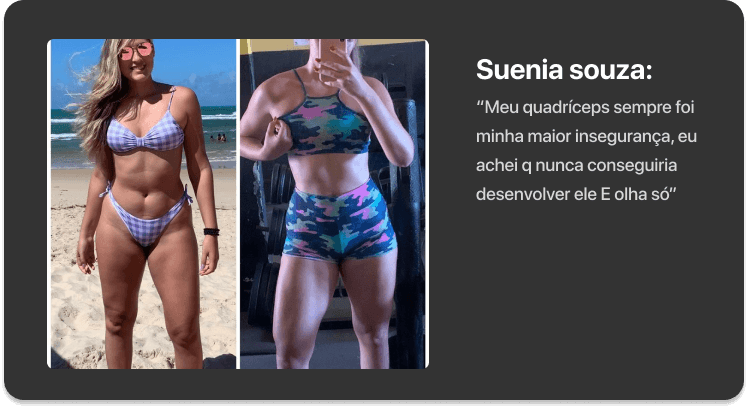 Suenia souza:
“Meu quadríceps sempre foi
minha maior insegurança, eu
achei q nunca conseguiria
desenvolver ele E olha só”